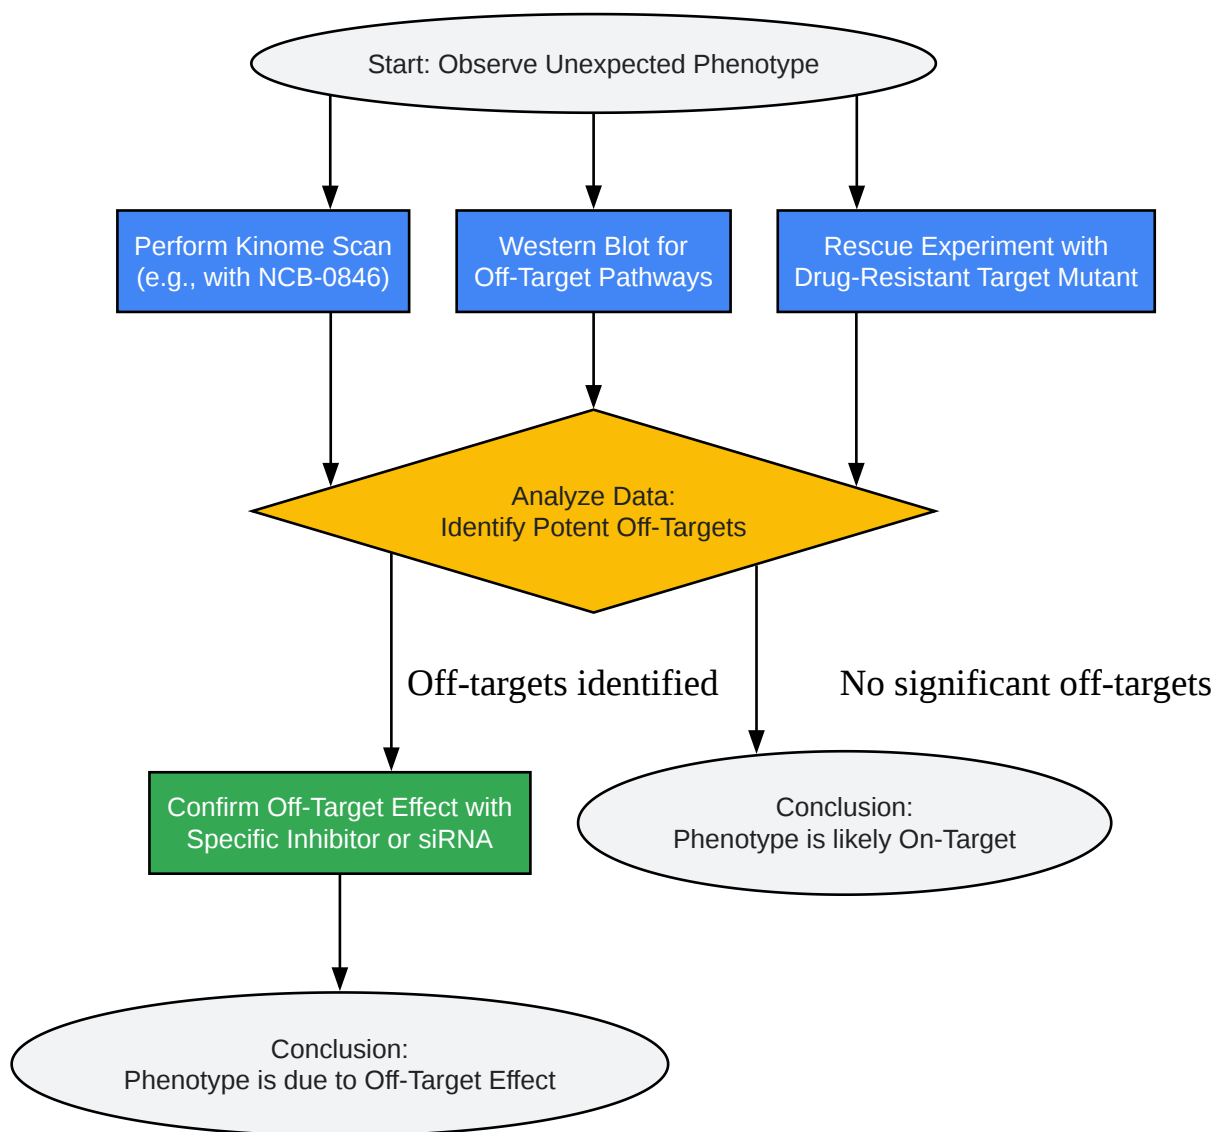 Start: Observe Unexpected Phenotype
Perform Kinome Scan
(e.g., with NCB-0846)
Western Blot for
Off-Target Pathways
Rescue Experiment with
Drug-Resistant Target Mutant
Analyze Data:
Identify Potent Off-Targets
Off-targets identified
No significant off-targets
Confirm Off-Target Effect with
Specific Inhibitor or siRNA
Conclusion:
Phenotype is likely On-Target
Conclusion:
Phenotype is due to Off-Target Effect